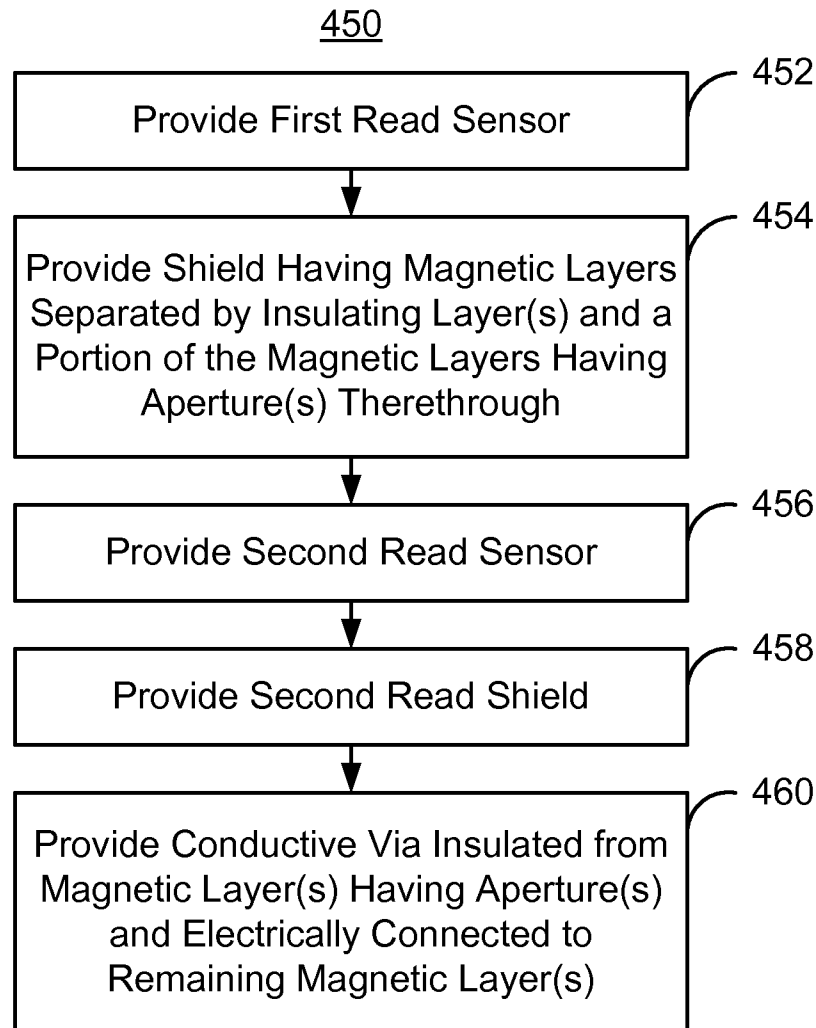 450
452
Provide First Read Sensor
454
Provide Shield Having Magnetic Layers
Separated by Insulating Layer(s) and a
Portion of the Magnetic Layers Having
Aperture(s) Therethrough
456
Provide Second Read Sensor
458
Provide Second Read Shield
460
Provide Conductive Via Insulated from
Magnetic Layer(s) Having Aperture(s)
and Electrically Connected to
Remaining Magnetic Layer(s)